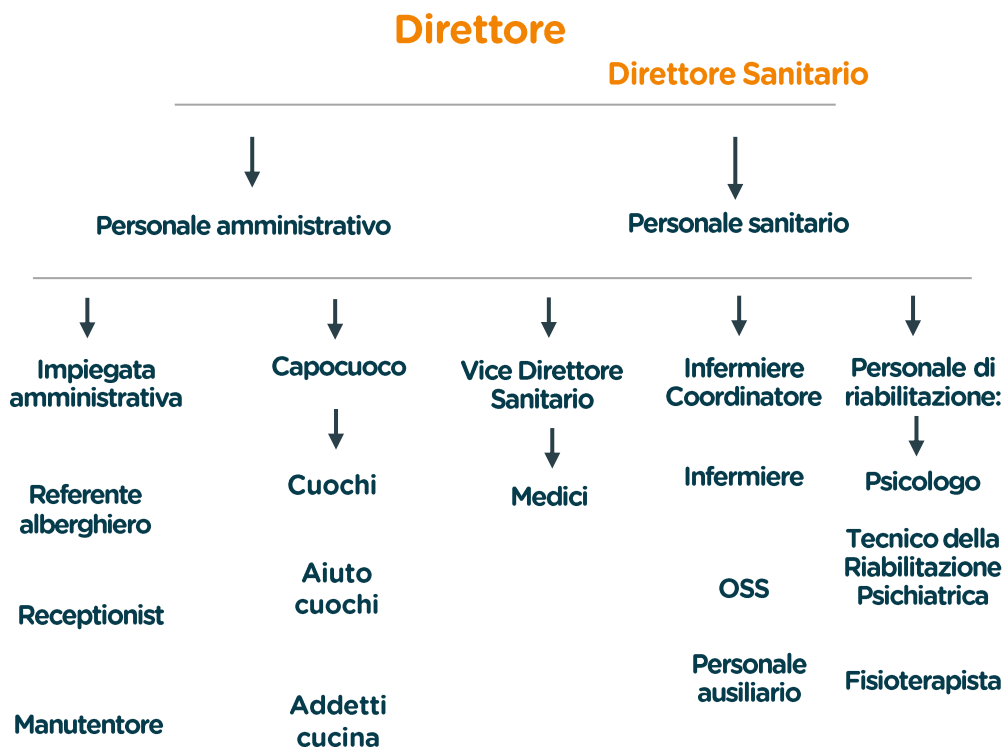 Direttore
Direttore Sanitario
Personale amministrativo
Personale sanitario
Impiegata
amministrativa
Referente
alberghiero
Receptionist
Manutentore
Capocuoco
Cuochi
Aiuto
cuochi
Addetti
cucina
Vice Direttore
Sanitario
Medici
Infermiere
Coordinatore
Infermiere
OSS
Personale
ausiliario
Personale di
riabilitazione:
Psicologo
Tecnico della
Riabilitazione
Psichiatrica
Fisioterapista